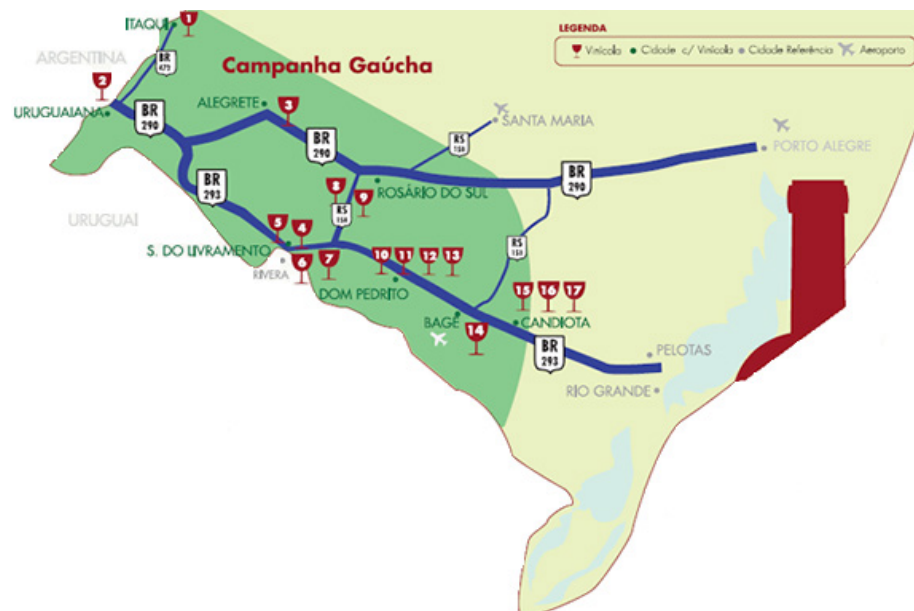 LEGENDA
Vinícola
Cidade c/ Vinícola
Cidade Referência
Aeroporto
ITAQUI
1
ARGENTINA
BR
472
Campanha Gaúcha
2
URUGUAIANA
ALEGRETE
3
BR
290
BR
290
SANTA MARIA
RS
158
PORTO ALEGRE
BR
290
BR
293
8
9
ROSÁRIO DO SUL
RS
158
URUGUAI
5
4
S. DO LIVRAMENTO
RIVERA
6
7
10
11
12
13
RS
153
DOM PEDRITO
15
16
17
BAGÉ
14
CANDIOTA
BR
293
PELOTAS
RIO GRANDE